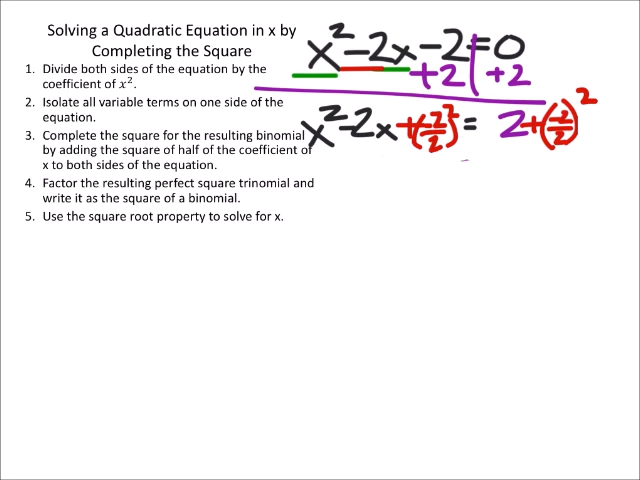 Solving a Quadratic Equation in x by
Completing the Square
1. Divide both sides of the equation by the
coefficient of x².
2. Isolate all variable terms on one side of the
equation.
3. Complete the square for the resulting binomial
by adding the square of half of the coefficient of
x to both sides of the equation.
4. Factor the resulting perfect square trinomial and
write it as the square of a binomial.
5. Use the square root property to solve for x.
x²-2x-2=0
+2 | +2
x²-2x+(-2/2)² = 2+(-2/2)²